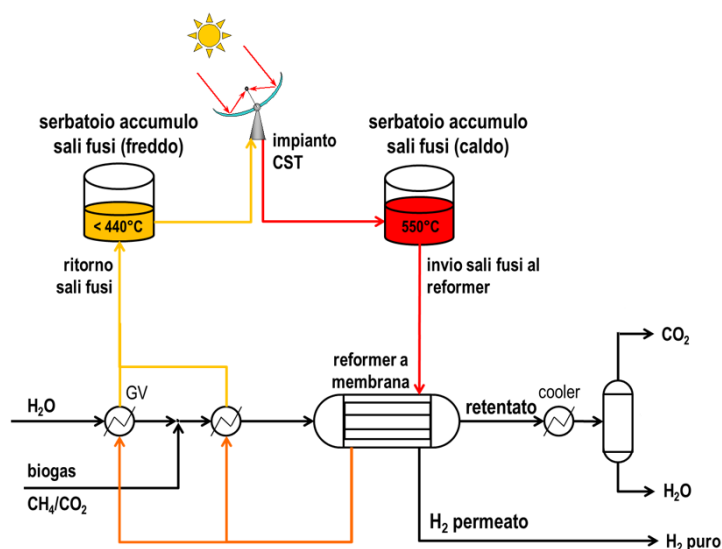 serbatoio accumulo
sali fusi (freddo)
impianto
CST
serbatoio accumulo
sali fusi (caldo)
< 440°C
550°C
ritorno
sali fusi
invio sali fusi al
reformer
reformer a
membrana
CO₂
GV
cooler
H₂O
retentato
biogas
CH₄/CO₂
H₂O
H₂ permeato
H₂ puro